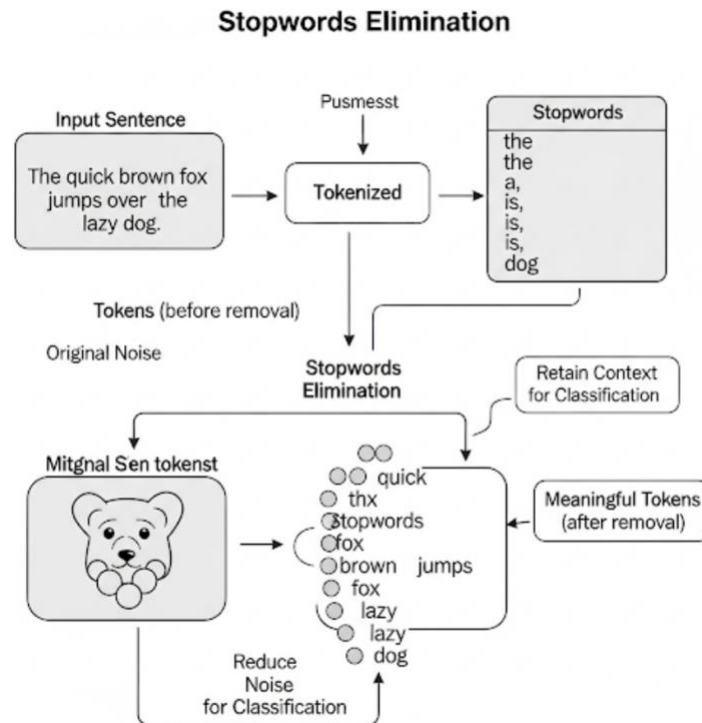 Stopwords Elimination
Input Sentence
The quick brown fox
jumps over the
lazy dog.
Pusmesst
Tokenized
Stopwords
the
the
a,
is,
is,
is,
dog
Tokens (before removal)
Original Noise
Stopwords
Elimination
Retain Context
for Classification
Mitgnal Sen tokenst
quick
thx
Stopwords
fox
brown jumps
fox
lazy
lazy
dog
Meaningful Tokens
(after removal)
Reduce
Noise
for Classification